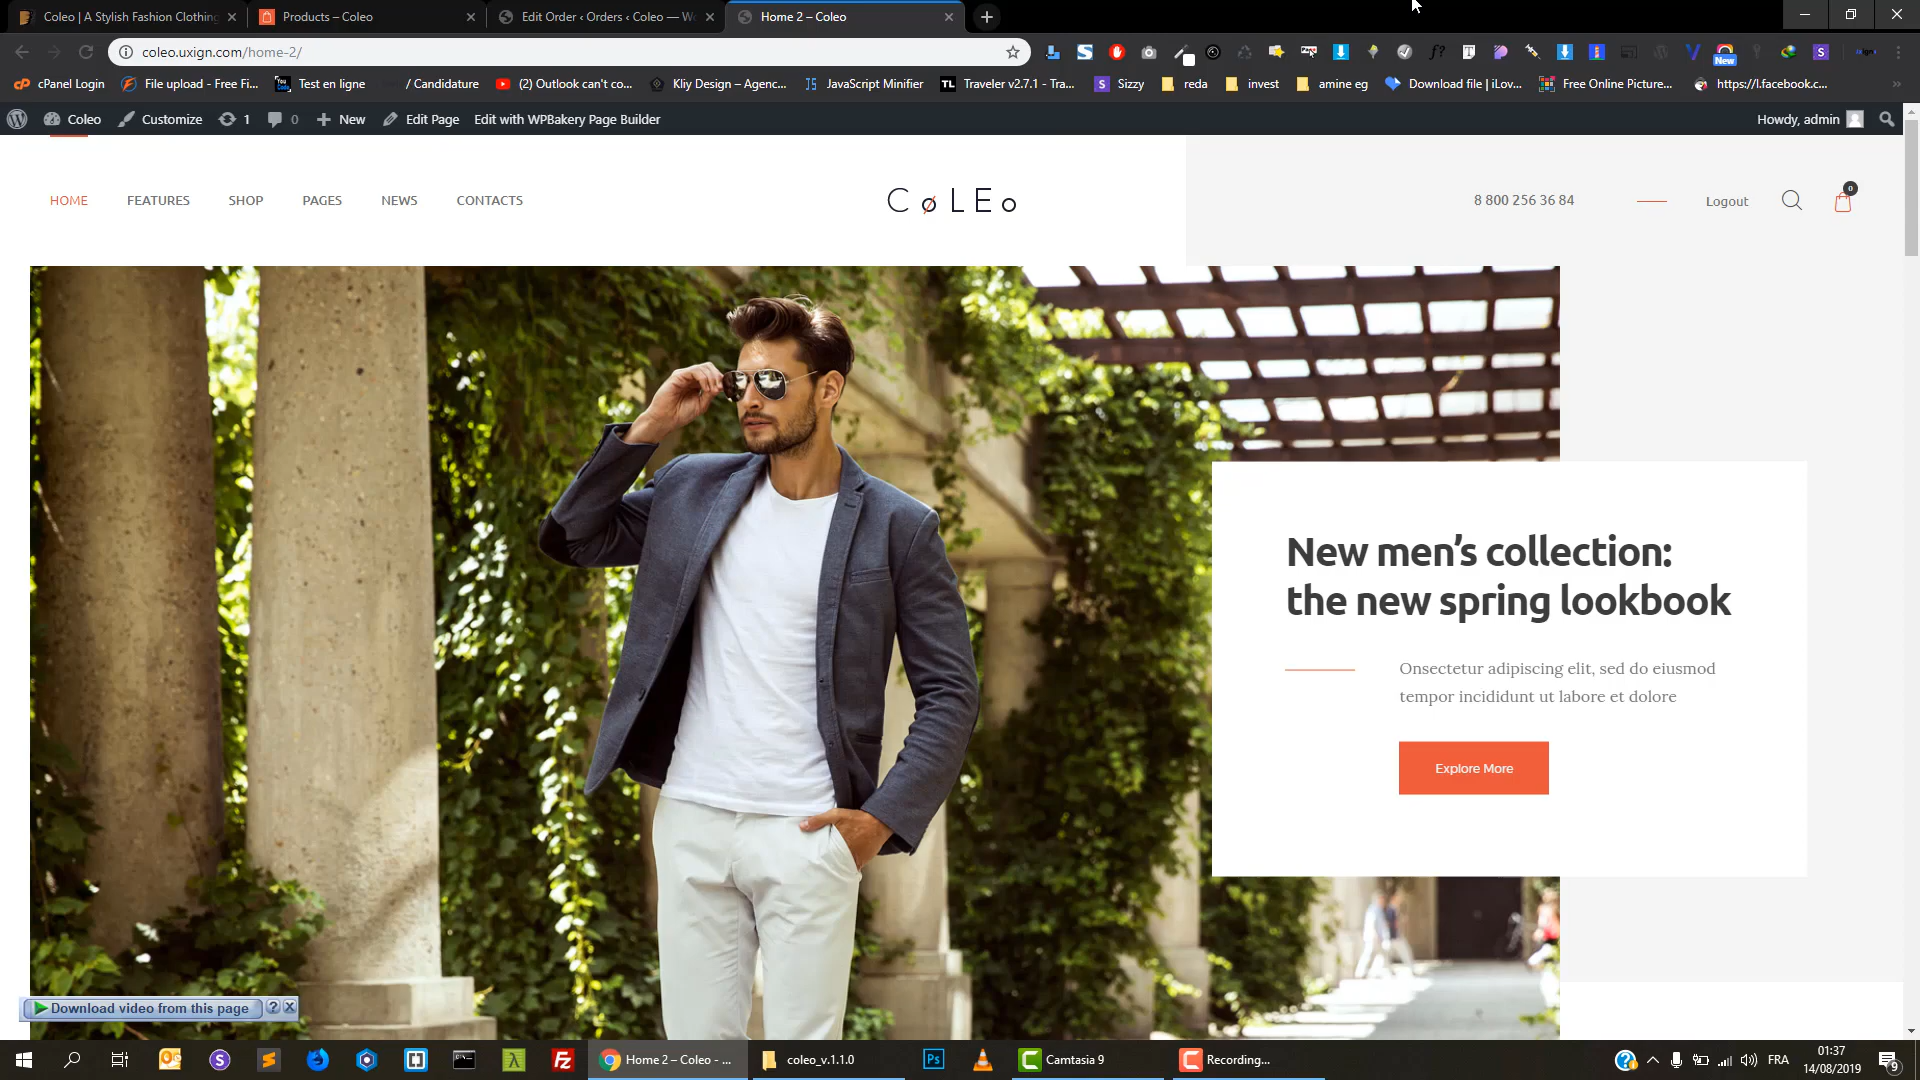 Coleo | A Stylish Fashion Clothing
Products – Coleo
Edit Order ‹ Orders ‹ Coleo — Wo
Home 2 – Coleo
coleo.uxign.com/home-2/
New
cPanel Login
File upload - Free Fi...
Test en ligne
/ Candidature
(2) Outlook can't co...
Kliy Design – Agenc...
JavaScript Minifier
TL Traveler v2.7.1 - Tra...
Sizzy
reda
invest
amine eg
Download file | iLov...
Free Online Picture...
https://l.facebook.c...
Coleo
Customize
1
0
New
Edit Page
Edit with WPBakery Page Builder
Howdy, admin
HOME
FEATURES
SHOP
PAGES
NEWS
CONTACTS
CØLEo
8 800 256 36 84
Logout
0
New men's collection:
the new spring lookbook
Onsectetur adipiscing elit, sed do eiusmod
tempor incididunt ut labore et dolore
Explore More
Download video from this page
Home 2 – Coleo - ...
coleo_v.1.1.0
Ps
Camtasia 9
Recording...
FRA
01:37
14/08/2019
9